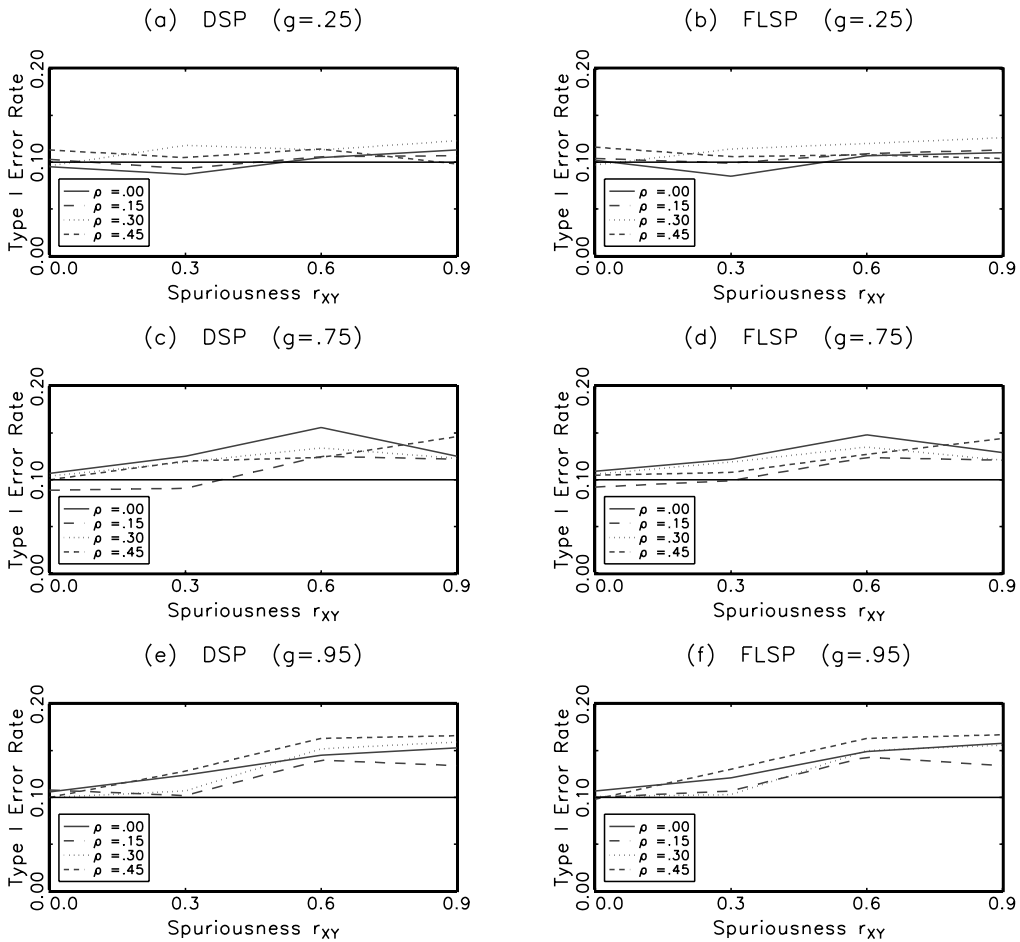 (a) DSP (g=.25)
Type I Error Rate
0.20
0.10
0.00
ρ =.00
ρ =.15
ρ =.30
ρ =.45
0.0 0.3 0.6 0.9
Spuriousness rXY
(b) FLSP (g=.25)
Type I Error Rate
0.20
0.10
0.00
ρ =.00
ρ =.15
ρ =.30
ρ =.45
0.0 0.3 0.6 0.9
Spuriousness rXY
(c) DSP (g=.75)
Type I Error Rate
0.20
0.10
0.00
ρ =.00
ρ =.15
ρ =.30
ρ =.45
0.0 0.3 0.6 0.9
Spuriousness rXY
(d) FLSP (g=.75)
Type I Error Rate
0.20
0.10
0.00
ρ =.00
ρ =.15
ρ =.30
ρ =.45
0.0 0.3 0.6 0.9
Spuriousness rXY
(e) DSP (g=.95)
Type I Error Rate
0.20
0.10
0.00
ρ =.00
ρ =.15
ρ =.30
ρ =.45
0.0 0.3 0.6 0.9
Spuriousness rXY
(f) FLSP (g=.95)
Type I Error Rate
0.20
0.10
0.00
ρ =.00
ρ =.15
ρ =.30
ρ =.45
0.0 0.3 0.6 0.9
Spuriousness rXY